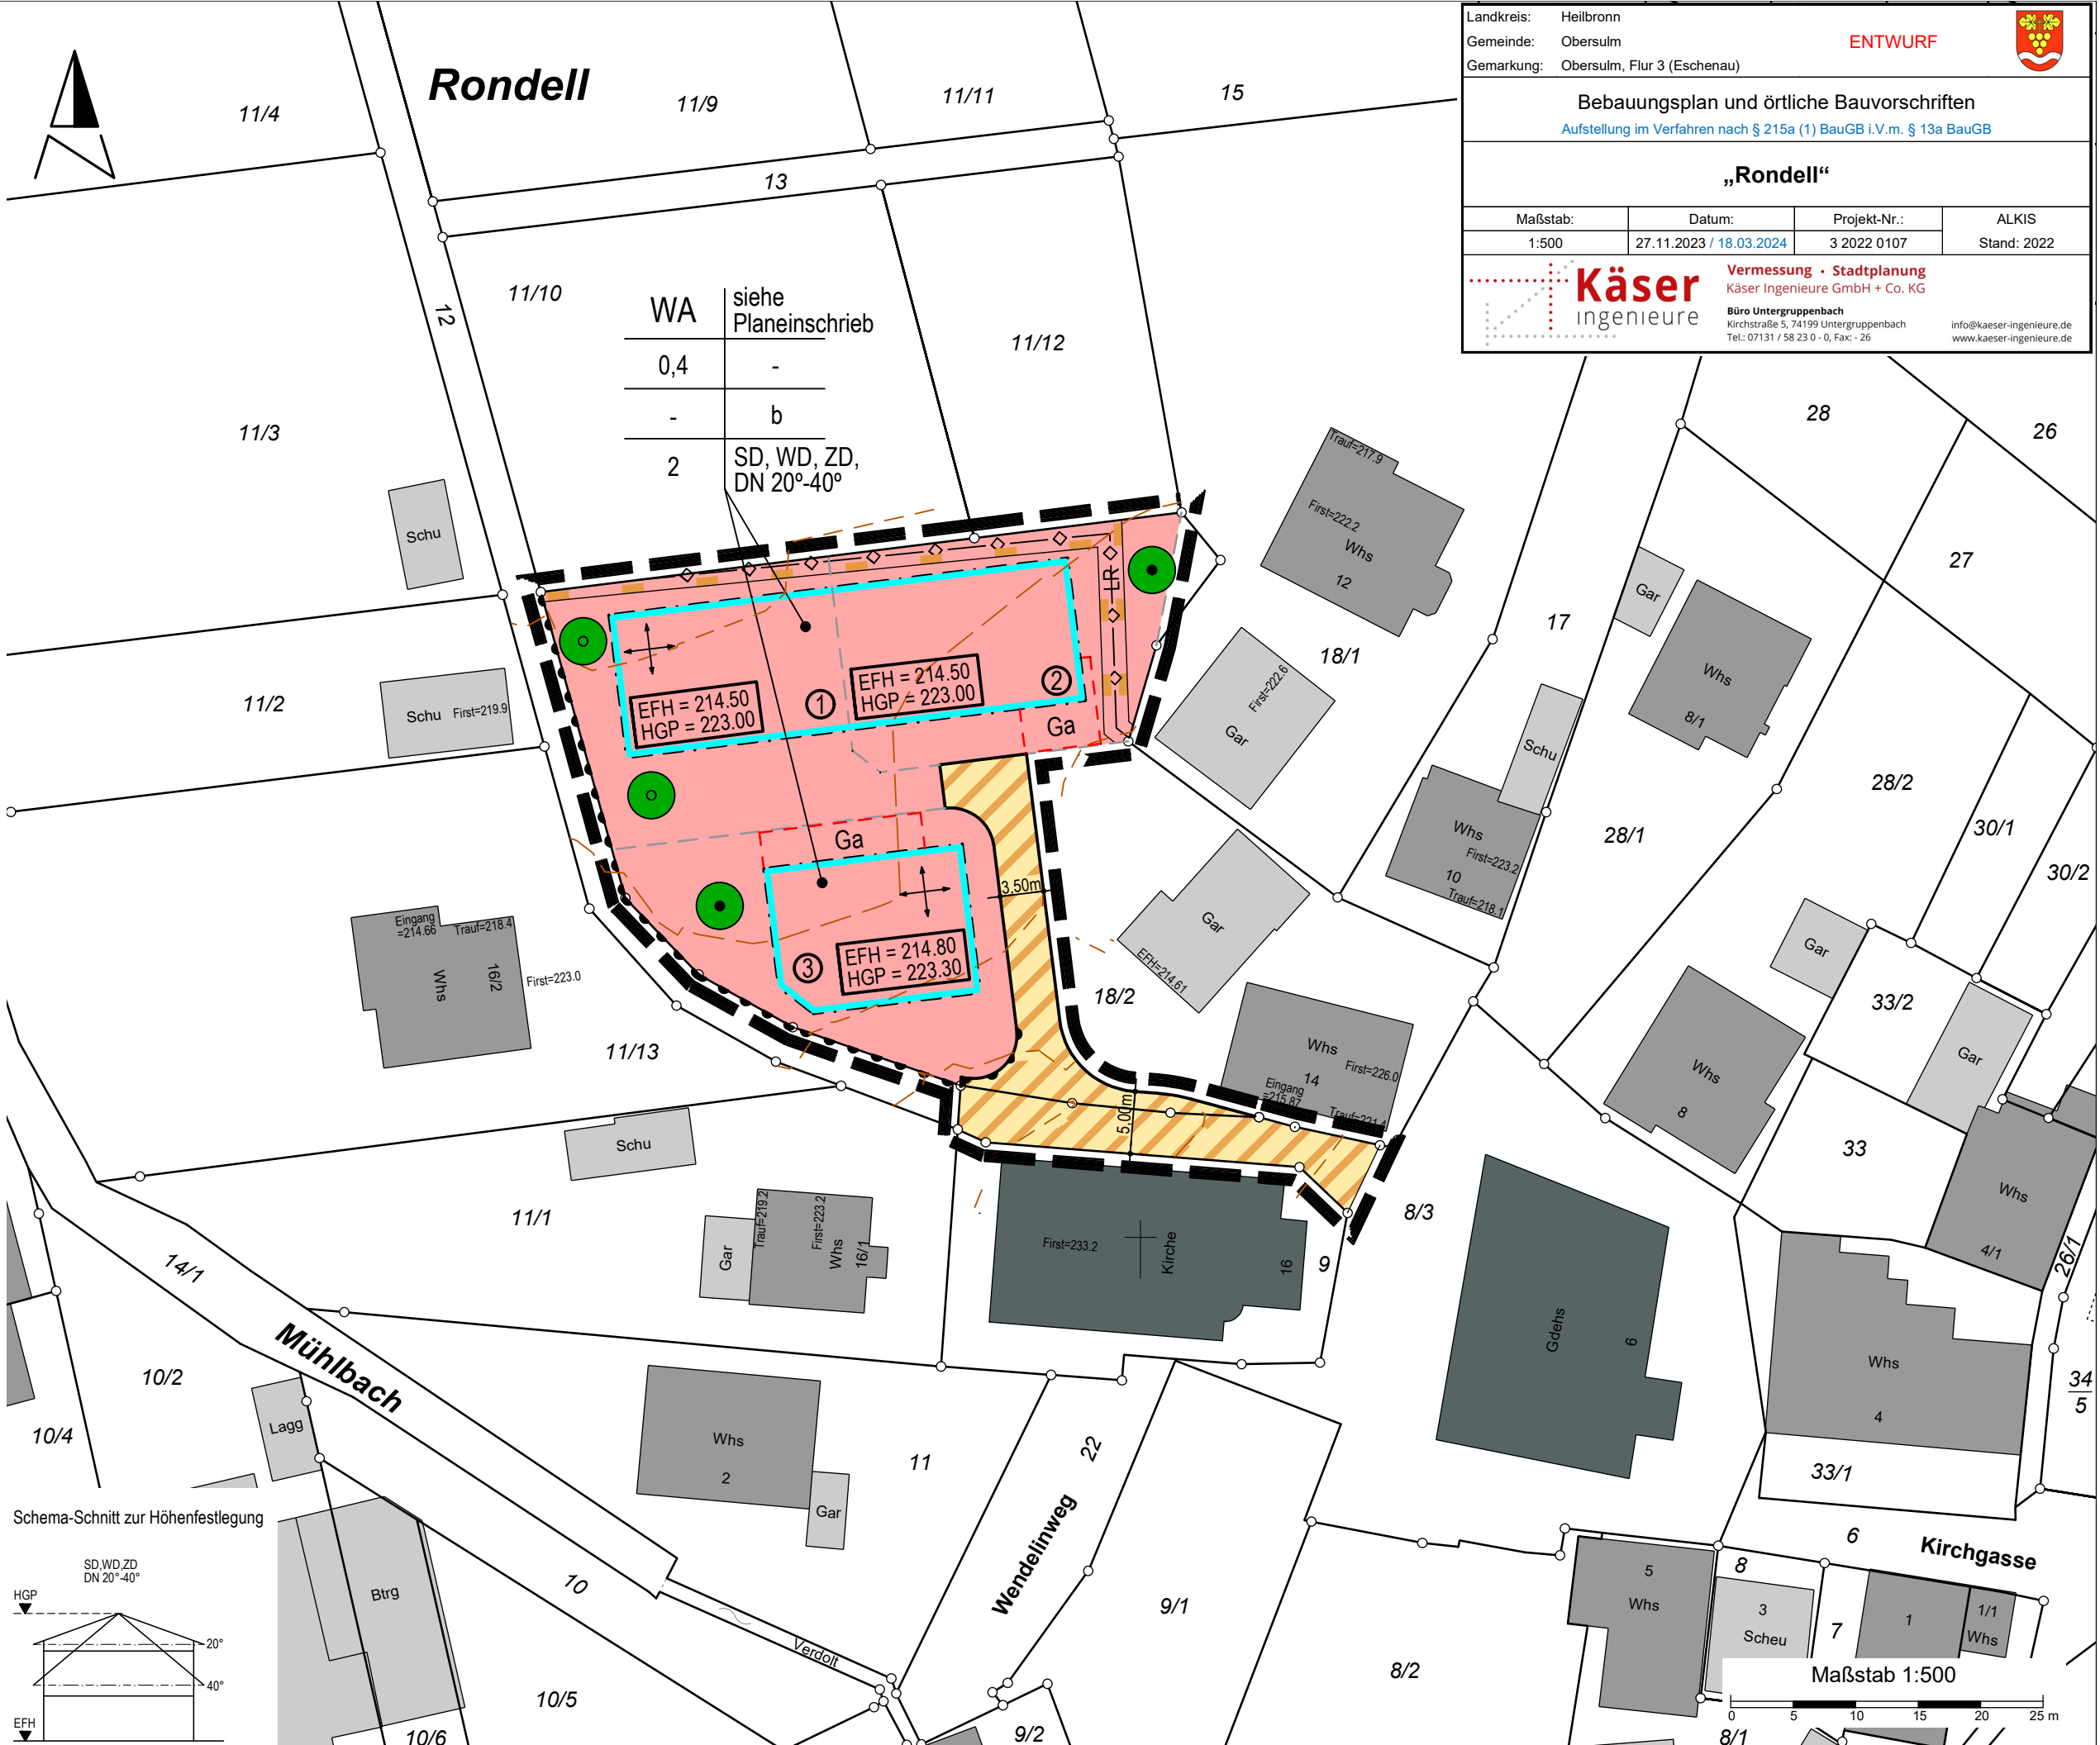 Landkreis: Heilbronn
Gemeinde: Obersulm
Gemarkung: Obersulm, Flur 3 (Eschenau)
ENTWURF
Bebauungsplan und örtliche Bauvorschriften
Aufstellung im Verfahren nach § 215a (1) BauGB i.V.m. § 13a BauGB
„Rondell“
Maßstab: Datum: Projekt-Nr.: ALKIS
1:500 27.11.2023 / 18.03.2024 3 2022 0107 Stand: 2022
Käser
ingenieure
Vermessung • Stadtplanung
Käser Ingenieure GmbH + Co. KG
Büro Untergruppenbach
Kirchstraße 5, 74199 Untergruppenbach
Tel.: 07131 / 58 23 0 - 0, Fax: - 26
info@kaeser-ingenieure.de
www.kaeser-ingenieure.de
Rondell
11/4
11/9
11/11
15
13
12
11/10
11/12
11/3
WA siehe
Planeinschrieb
0,4 -
- b
2 SD, WD, ZD,
DN 20°-40°
28
26
27
Schu
Trauf=217.9
First=222.2
Whs
12
17
Gar
Whs
8/1
18/1
11/2
Schu First=219.9
LR
EFH = 214.50
HGP = 223.00
1
EFH = 214.50
HGP = 223.00
2
Ga
First=222.6
Gar
Schu
28/2
30/1
30/2
28/1
Whs
First=223.2
10
Trauf=218.1
Ga
3,50m
3
EFH = 214.80
HGP = 223.30
Eingang
=214.66
Trauf=218.4
Whs
16/2
First=223.0
Gar
EFH=214.61
18/2
Gar
33/2
Gar
11/13
Whs
First=226.0
14
Eingang
=215.87
Trauf=221.4
5,00m
Whs
8
33
Whs
4/1
Schu
11/1
Gar
Trauf=219.2
First=223.2
Whs
16/1
First=233.2
Kirche
16
9
8/3
26/1
14/1
Mühlbach
Gdehs
6
Whs
4
34
5
10/2
10/4
Lagg
Whs
2
Gar
11
22
Wendelinweg
33/1
6
Kirchgasse
Schema-Schnitt zur Höhenfestlegung
SD,WD,ZD
DN 20°-40°
HGP
20°
40°
EFH
Btrg
10
Verdolt
9/1
8/2
5
Whs
8
3
Scheu
7
1
1/1
Whs
10/5
10/6
9/2
8/1
Maßstab 1:500
0 5 10 15 20 25 m